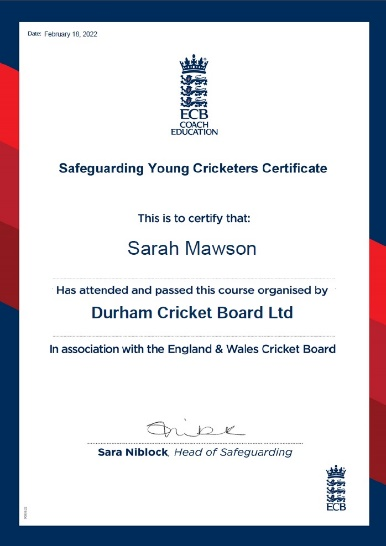 Date: February 18, 2022
ECB
COACH
EDUCATION
Safeguarding Young Cricketers Certificate
This is to certify that:
Sarah Mawson
Has attended and passed this course organised by
Durham Cricket Board Ltd
In association with the England & Wales Cricket Board
Sara Niblock, Head of Safeguarding
ECB